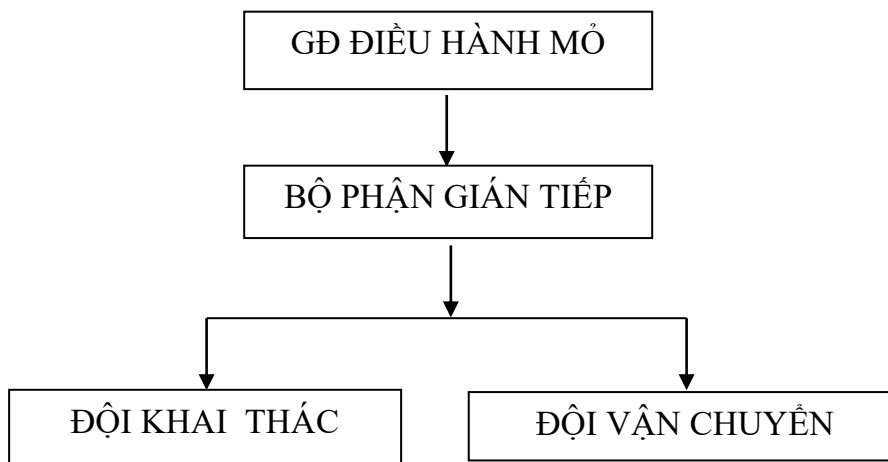 GĐ ĐIỀU HÀNH MỎ
BỘ PHẬN GIÁN TIẾP
ĐỘI KHAI THÁC
ĐỘI VẬN CHUYỂN